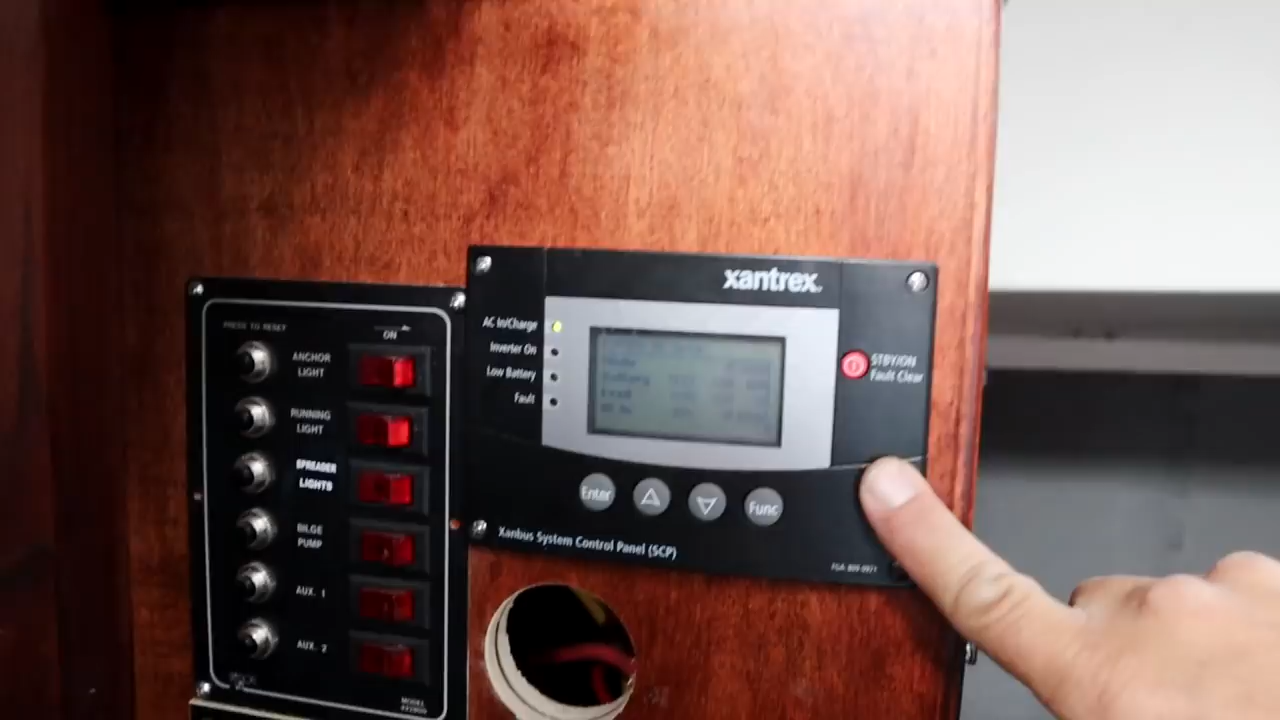 PRESS TO RESET
ON
ANCHOR
LIGHT
RUNNING
LIGHT
SPREADER
LIGHTS
BILGE
PUMP
AUX. 1
AUX. 2
MODEL
xantrex
AC In/Charge
Inverter On
Low Battery
Fault
STBY/ON
Fault Clear
Enter
Func
Xanbus System Control Panel (SCP)